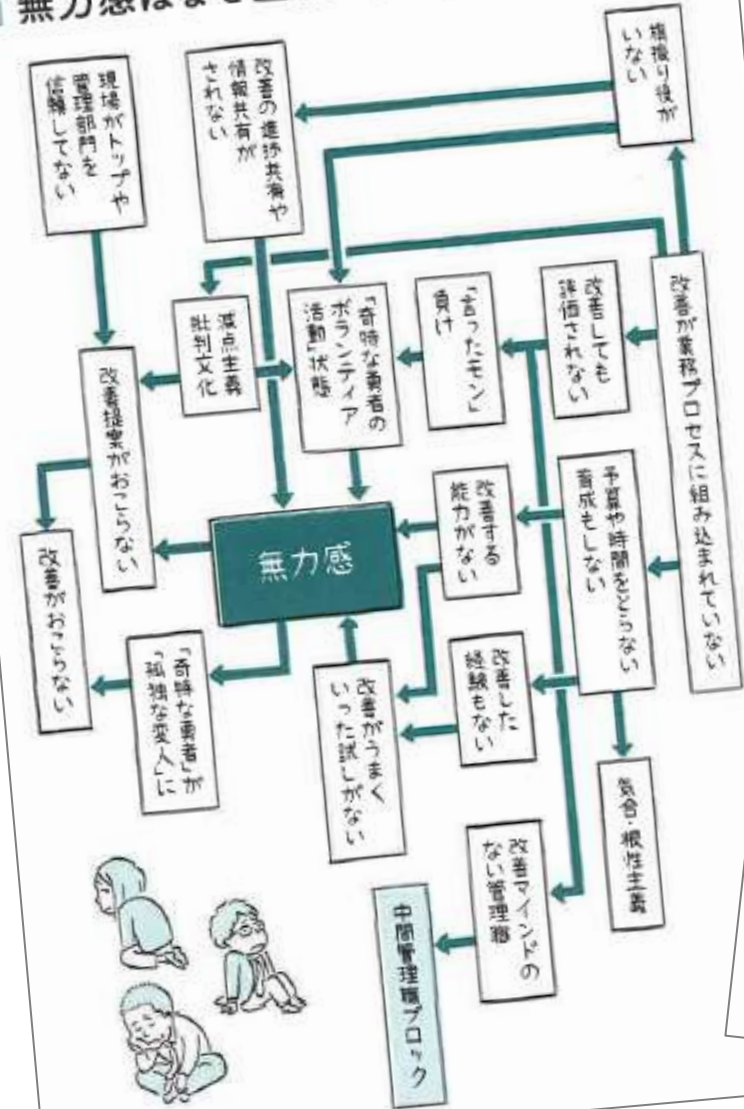 無力感はなぜ
旗振り役が
いない
改善の進捗共有や
情報共有が
されない
現場がトップや
管理部門を
信頼してない
改善が業務プロセスに組み込まれていない
改善しても
評価されない
「言ったモン」
負け
「奇特な勇者の
ボランティア
活動」状態
減点主義
批判文化
改善提案がおこらない
予算や時間をとらない
育成もしない
改善する
能力がない
無力感
改善がおこらない
改善した
経験もない
改善がうまく
いった試しがない
「奇特な勇者」が
「孤独な変人」に
気合・根性主義
改善マインドの
ない管理職
中間管理職ブロック